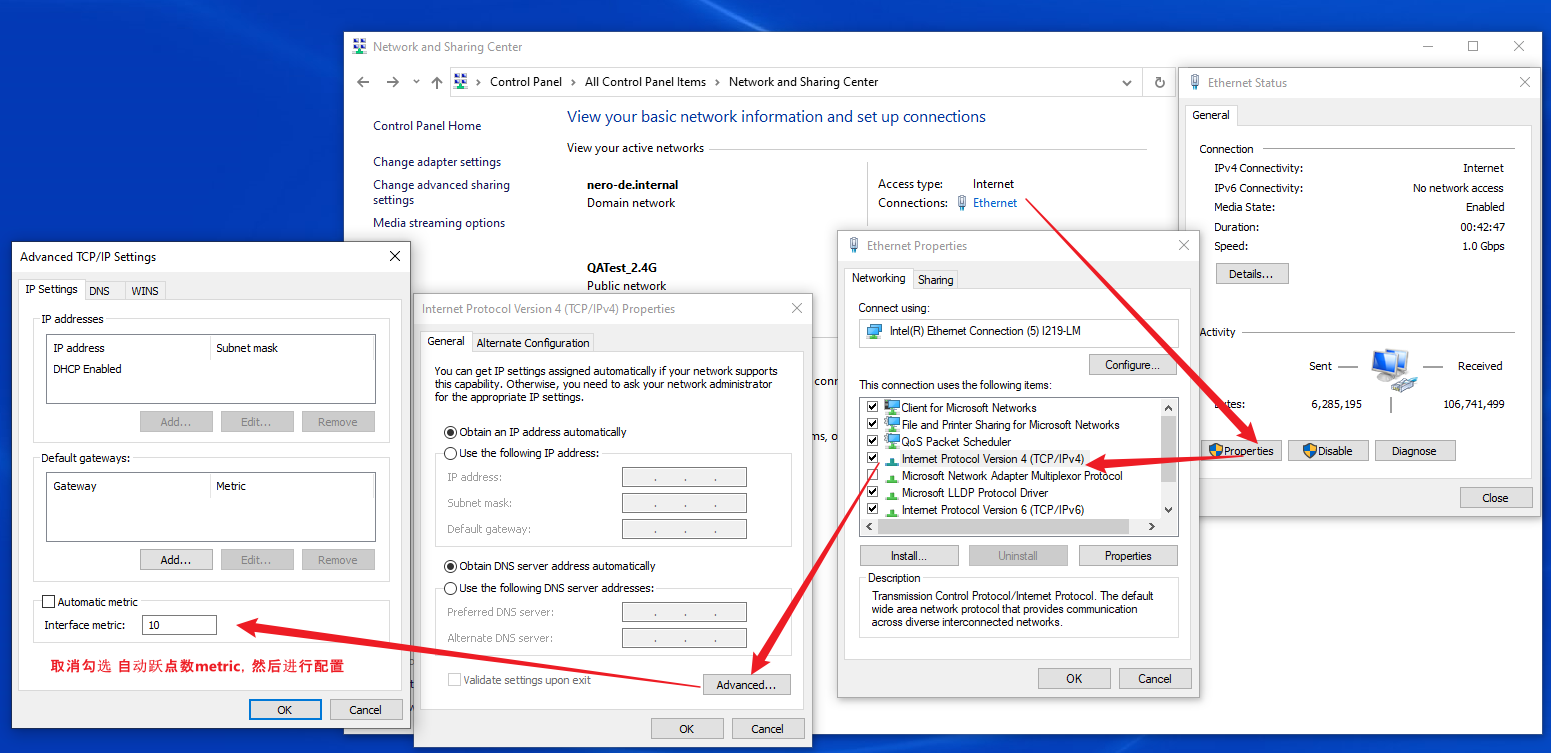 Network and Sharing Center
Control Panel > All Control Panel Items > Network and Sharing Center
Control Panel Home
Change adapter settings
Change advanced sharing
settings
Media streaming options
View your basic network information and set up connections
View your active networks
nero-de.internal
Domain network
Access type: Internet
Connections: Ethernet
QATest_2.4G
Public network
Ethernet Status
General
Connection
IPv4 Connectivity: Internet
IPv6 Connectivity: No network access
Media State: Enabled
Duration: 00:42:47
Speed: 1.0 Gbps
Details...
Activity
Sent Received
Bytes: 6,285,195 106,741,499
Properties Disable Diagnose
Close
Ethernet Properties
Networking Sharing
Connect using:
Intel(R) Ethernet Connection (5) I219-LM
Configure...
This connection uses the following items:
Client for Microsoft Networks
File and Printer Sharing for Microsoft Networks
QoS Packet Scheduler
Internet Protocol Version 4 (TCP/IPv4)
Microsoft Network Adapter Multiplexor Protocol
Microsoft LLDP Protocol Driver
Internet Protocol Version 6 (TCP/IPv6)
Install... Uninstall Properties
Description
Transmission Control Protocol/Internet Protocol. The default
wide area network protocol that provides communication
across diverse interconnected networks.
OK Cancel
Internet Protocol Version 4 (TCP/IPv4) Properties
General Alternate Configuration
You can get IP settings assigned automatically if your network supports
this capability. Otherwise, you need to ask your network administrator
for the appropriate IP settings.
Obtain an IP address automatically
Use the following IP address:
IP address:
Subnet mask:
Default gateway:
Obtain DNS server address automatically
Use the following DNS server addresses:
Preferred DNS server:
Alternate DNS server:
Validate settings upon exit
Advanced...
OK Cancel
Advanced TCP/IP Settings
IP Settings DNS WINS
IP addresses
IP address Subnet mask
DHCP Enabled
Add... Edit... Remove
Default gateways:
Gateway Metric
Add... Edit... Remove
Automatic metric
Interface metric: 10
取消勾选 自动跃点数metric, 然后进行配置
OK Cancel